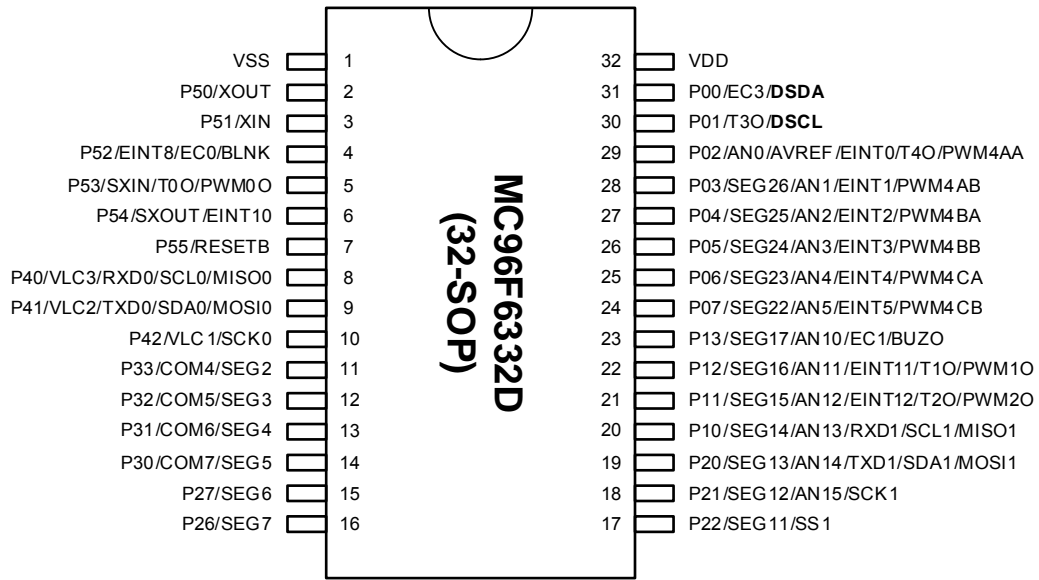 VSS 1 32 VDD
P50/XOUT 2 31 P00/EC3/DSDA
P51/XIN 3 30 P01/T3O/DSCL
P52/EINT8/EC0/BLNK 4 29 P02/AN0/AVREF/EINT0/T4O/PWM4AA
P53/SXIN/T0O/PWM0O 5 28 P03/SEG26/AN1/EINT1/PWM4AB
P54/SXOUT/EINT10 6 27 P04/SEG25/AN2/EINT2/PWM4BA
P55/RESETB 7 26 P05/SEG24/AN3/EINT3/PWM4BB
P40/VLC3/RXD0/SCL0/MISO0 8 25 P06/SEG23/AN4/EINT4/PWM4CA
P41/VLC2/TXD0/SDA0/MOSI0 9 24 P07/SEG22/AN5/EINT5/PWM4CB
P42/VLC1/SCK0 10 23 P13/SEG17/AN10/EC1/BUZO
P33/COM4/SEG2 11 22 P12/SEG16/AN11/EINT11/T1O/PWM1O
P32/COM5/SEG3 12 21 P11/SEG15/AN12/EINT12/T2O/PWM2O
P31/COM6/SEG4 13 20 P10/SEG14/AN13/RXD1/SCL1/MISO1
P30/COM7/SEG5 14 19 P20/SEG13/AN14/TXD1/SDA1/MOSI1
P27/SEG6 15 18 P21/SEG12/AN15/SCK1
P26/SEG7 16 17 P22/SEG11/SS1
MC96F6332D
(32-SOP)